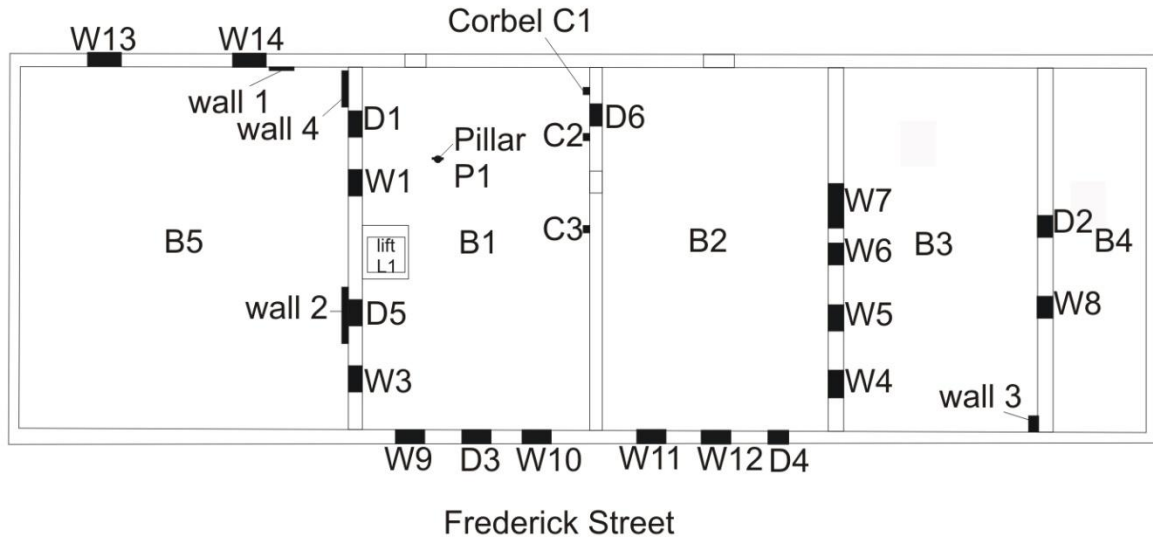 Corbel C1
W13
W14
wall 1
wall 4
D1
D6
C2
Pillar
P1
W1
W7
C3
D2
B5
lift
L1
B1
B2
W6
B3
B4
wall 2
D5
W5
W8
W3
W4
wall 3
W9
D3
W10
W11
W12
D4
Frederick Street